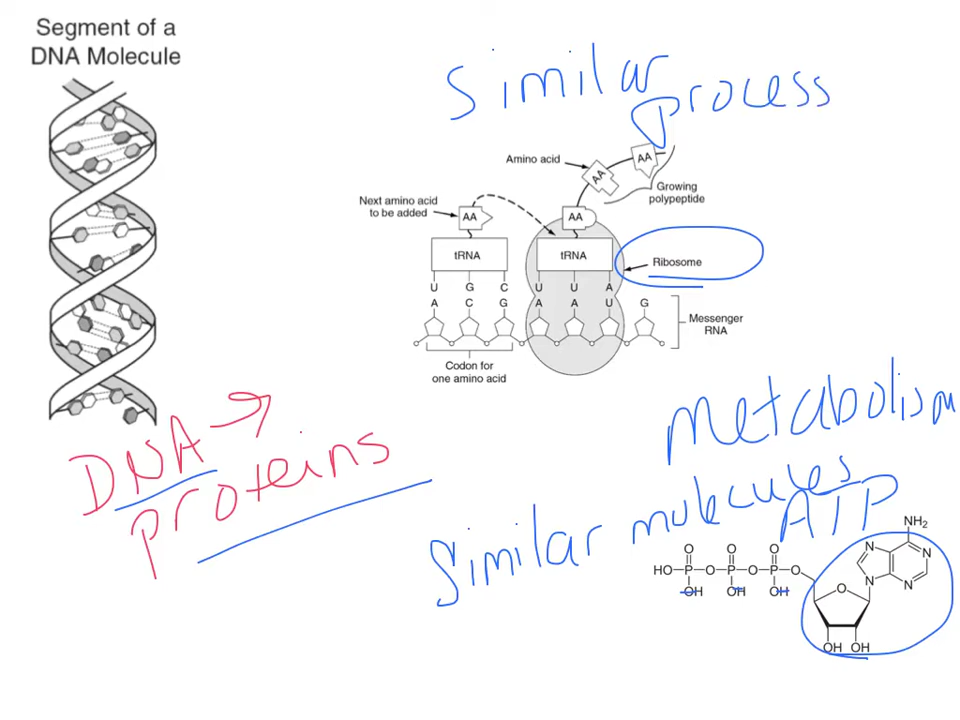 Segment of a
DNA Molecule
Similar
process
Amino acid
AA
AA
Growing
polypeptide
Next amino acid
to be added
AA
AA
tRNA
tRNA
Ribosome
U G C U U A
A C G A A U G
Messenger
RNA
Codon for
one amino acid
Metabolism
DNA →
proteins
Similar molecules
ATP
NH2
O O O
N N
HO P O P O P O
N N
O
OH OH OH
OH OH